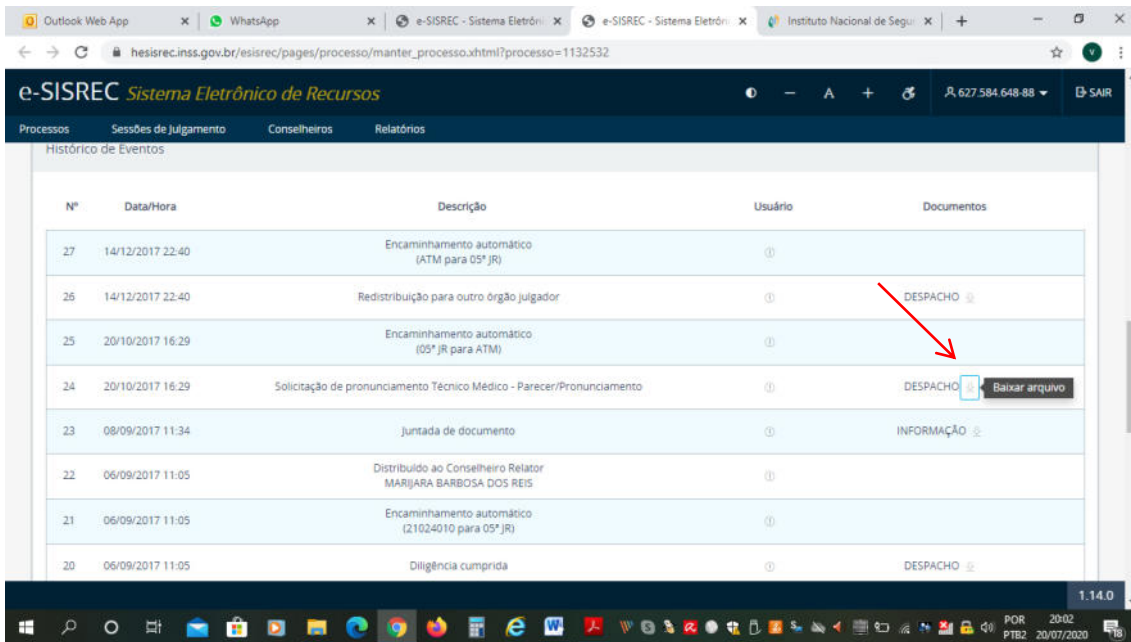 Outlook Web App
WhatsApp
e-SISREC - Sistema Eletrôni
e-SISREC - Sistema Eletrôni
Instituto Nacional de Segu
hesisrec.inss.gov.br/esisrec/pages/processo/manter_processo.xhtml?processo=1132532
V
e-SISREC Sistema Eletrônico de Recursos
A
627.584.648-88
SAIR
Processos
Sessões de Julgamento
Conselheiros
Relatórios
Histórico de Eventos
Nº Data/Hora Descrição Usuário Documentos
27 14/12/2017 22:40 Encaminhamento automático
(ATM para 05ª JR)
26 14/12/2017 22:40 Redistribuição para outro órgão julgador DESPACHO
25 20/10/2017 16:29 Encaminhamento automático
(05ª JR para ATM)
24 20/10/2017 16:29 Solicitação de pronunciamento Técnico Médico - Parecer/Pronunciamento DESPACHO Baixar arquivo
23 08/09/2017 11:34 Juntada de documento INFORMAÇÃO
22 06/09/2017 11:05 Distribuído ao Conselheiro Relator
MARIJARA BARBOSA DOS REIS
21 06/09/2017 11:05 Encaminhamento automático
(21024010 para 05ª JR)
20 06/09/2017 11:05 Diligência cumprida DESPACHO
1.14.0
POR 20:02
PTB2 20/07/2020
18